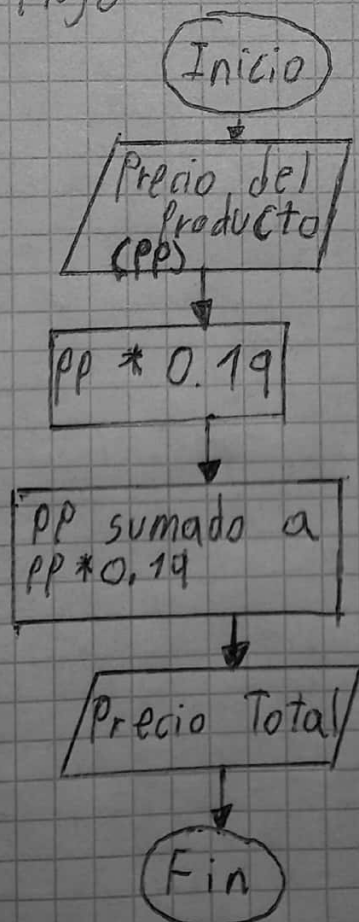 Inicio
Precio del
Producto
(PP)
PP * 0.19
PP sumado a
PP * 0,19
Precio Total
Fin